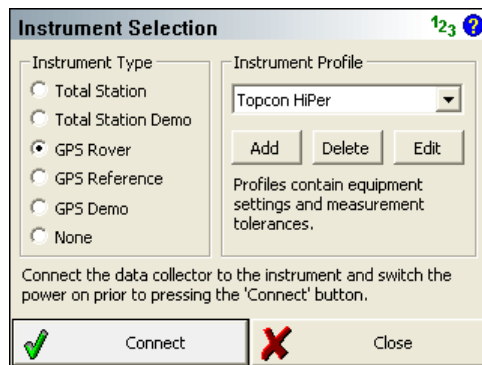 Instrument Selection
123
?
Instrument Type
Total Station
Total Station Demo
GPS Rover
GPS Reference
GPS Demo
None
Instrument Profile
Topcon HiPer
Add
Delete
Edit
Profiles contain equipment
settings and measurement
tolerances.
Connect the data collector to the instrument and switch the
power on prior to pressing the 'Connect' button.
Connect
Close